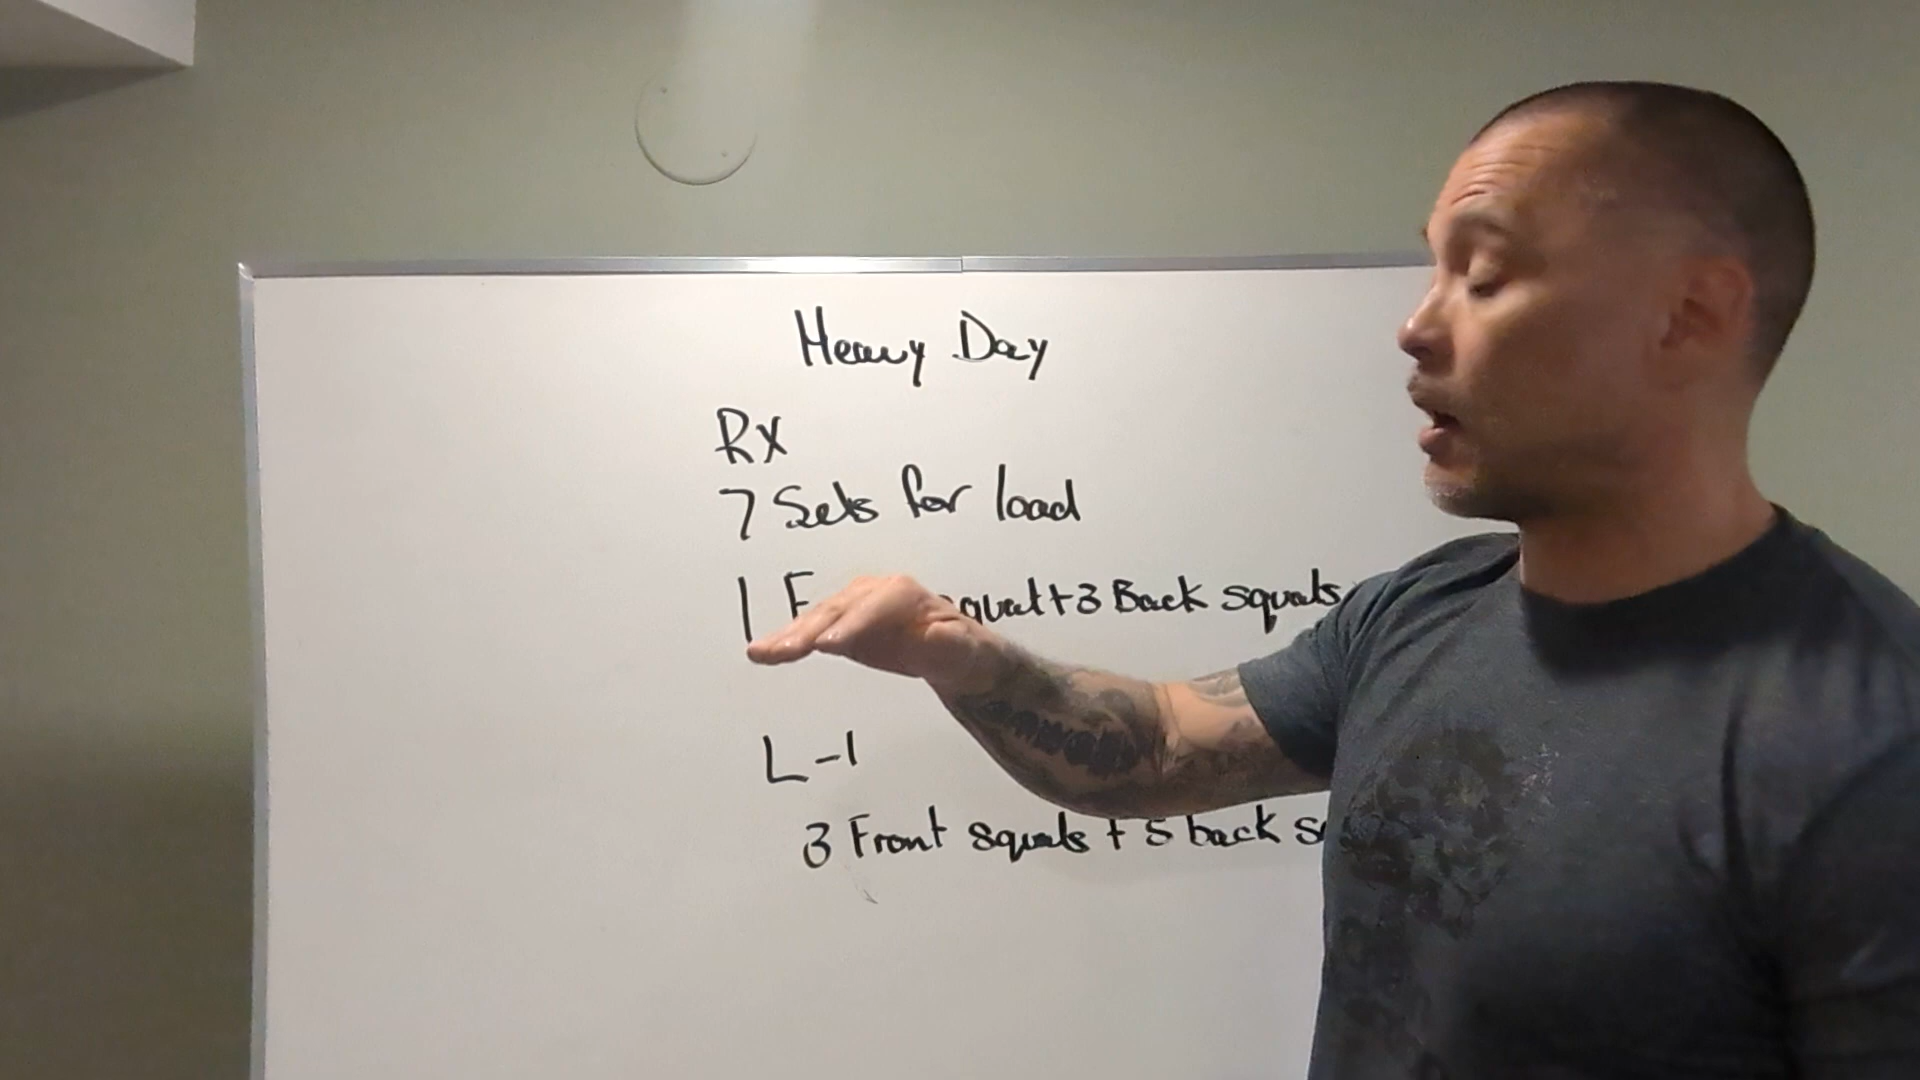 Heavy Day
Rx
7 Sets for load
1 squat + 3 Back squats
L-1
3 Front squats + 5 back